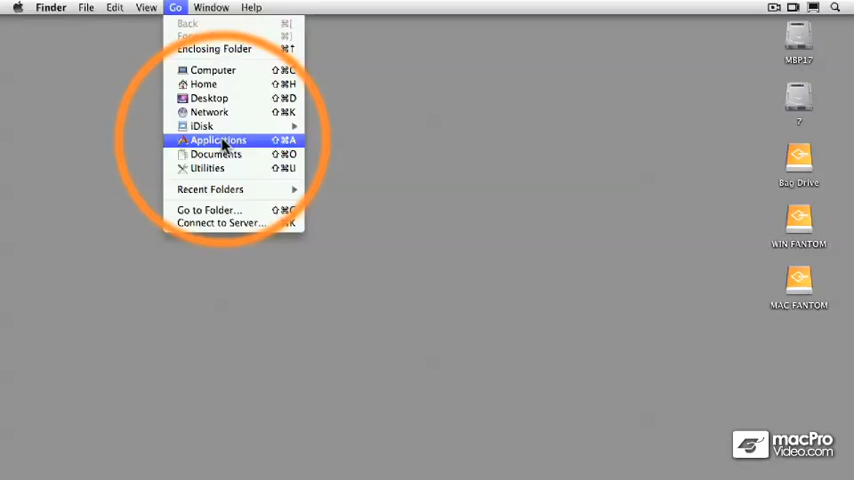 Finder File Edit View Go Window Help
Back ⌘[
⌘]
Enclosing Folder ⌘↑
Computer ⇧⌘C
Home ⇧⌘H
Desktop ⇧⌘D
Network ⇧⌘K
iDisk
Applications ⇧⌘A
Documents ⇧⌘O
Utilities ⇧⌘U
Recent Folders
Go to Folder... ⇧⌘G
Connect to Server... ⌘K
MBP17
?
Bag Drive
WIN FANTOM
MAC FANTOM
macPro
Video.com